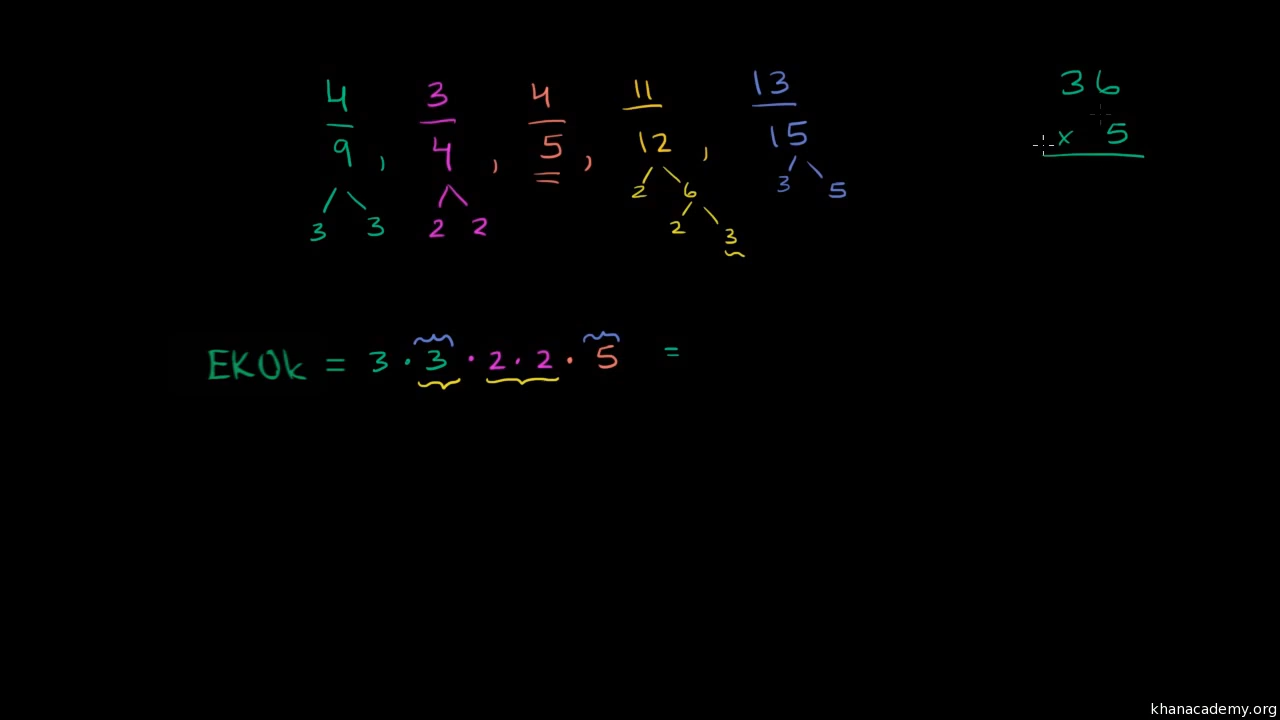 4/9, 3/4, 4/5, 11/12, 13/15
3 3 2 2 2 6 3 5
2 3
36
x 5
EKOK = 3 · 3 · 2 · 2 · 5 =
khanacademy.org